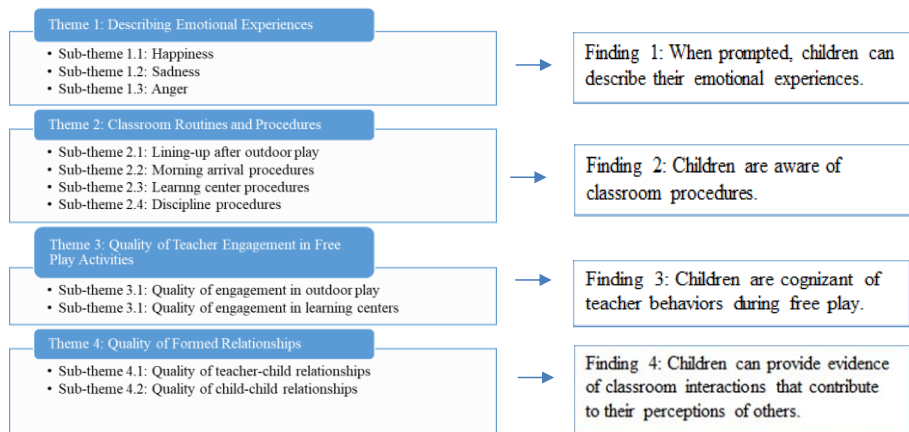 Theme 1: Describing Emotional Experiences
• Sub-theme 1.1: Happiness
• Sub-theme 1.2: Sadness
• Sub-theme 1.3: Anger
Finding 1: When prompted, children can
describe their emotional experiences.
Theme 2: Classroom Routines and Procedures
• Sub-theme 2.1: Lining-up after outdoor play
• Sub-theme 2.2: Morning arrival procedures
• Sub-theme 2.3: Learnng center procedures
• Sub-theme 2.4: Discipline procedures
Finding 2: Children are aware of
classroom procedures.
Theme 3: Quality of Teacher Engagement in Free
Play Activities
• Sub-theme 3.1: Quality of engagement in outdoor play
• Sub-theme 3.1: Quality of engagement in learning centers
Finding 3: Children are cognizant of
teacher behaviors during free play.
Theme 4: Quality of Formed Relationships
• Sub-theme 4.1: Quality of teacher-child relationships
• Sub-theme 4.2: Quality of child-child relationships
Finding 4: Children can provide evidence
of classroom interactions that contribute
to their perceptions of others.